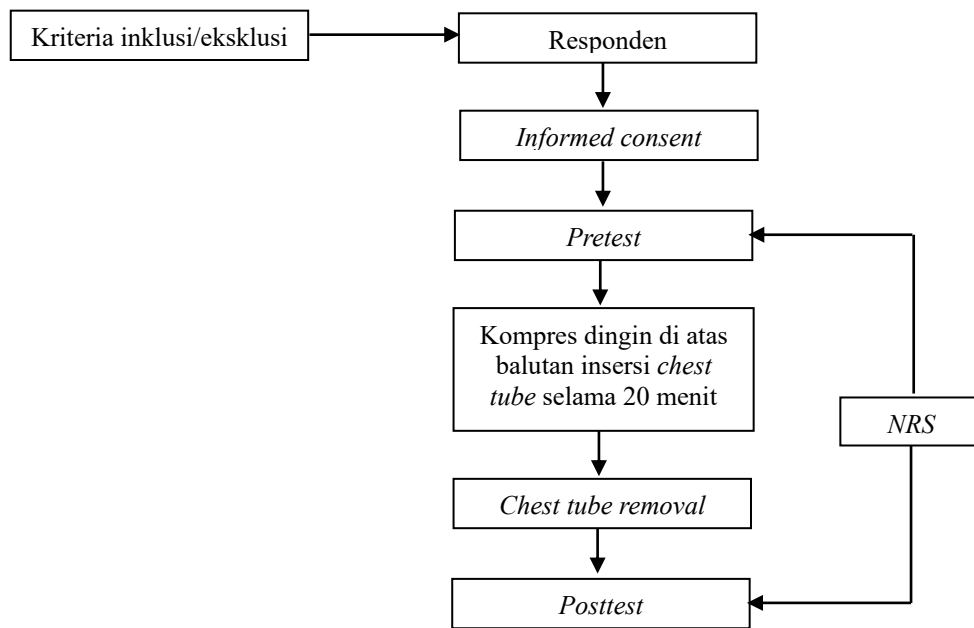 Kriteria inklusi/eksklusi
Responden
Informed consent
Pretest
Kompres dingin di atas
balutan insersi chest
tube selama 20 menit
NRS
Chest tube removal
Posttest